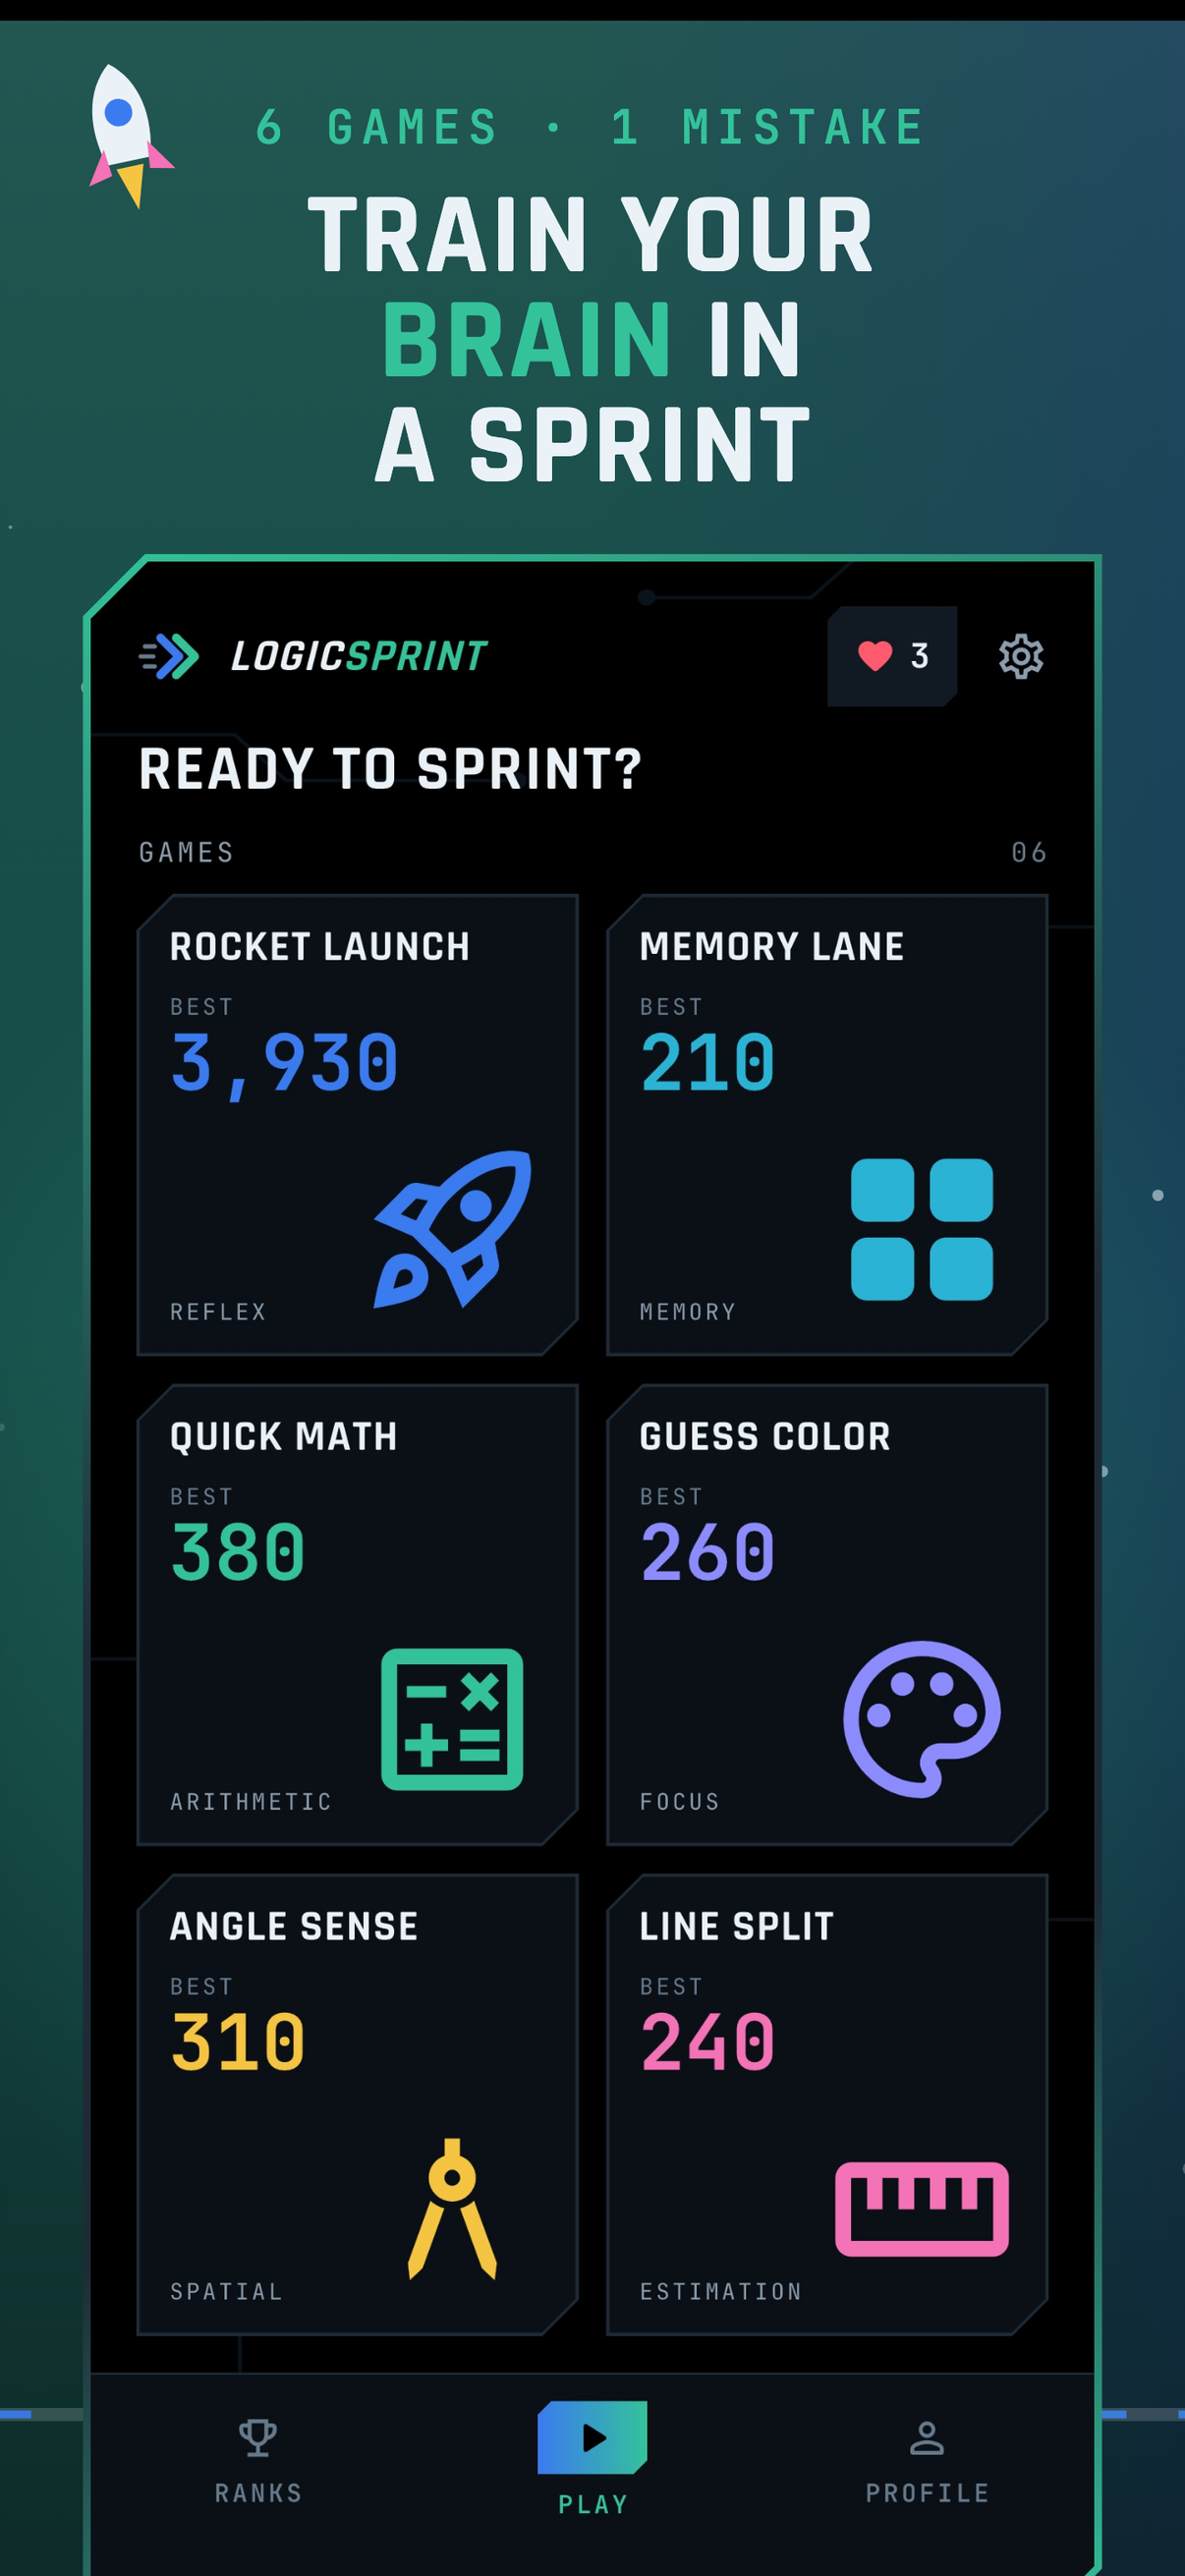 6 GAMES · 1 MISTAKE
TRAIN YOUR
BRAIN IN
A SPRINT
LOGICSPRINT
3
READY TO SPRINT?
GAMES
06
ROCKET LAUNCH
BEST
3,930
REFLEX
MEMORY LANE
BEST
210
MEMORY
QUICK MATH
BEST
380
ARITHMETIC
GUESS COLOR
BEST
260
FOCUS
ANGLE SENSE
BEST
310
SPATIAL
LINE SPLIT
BEST
240
ESTIMATION
RANKS
PLAY
PROFILE